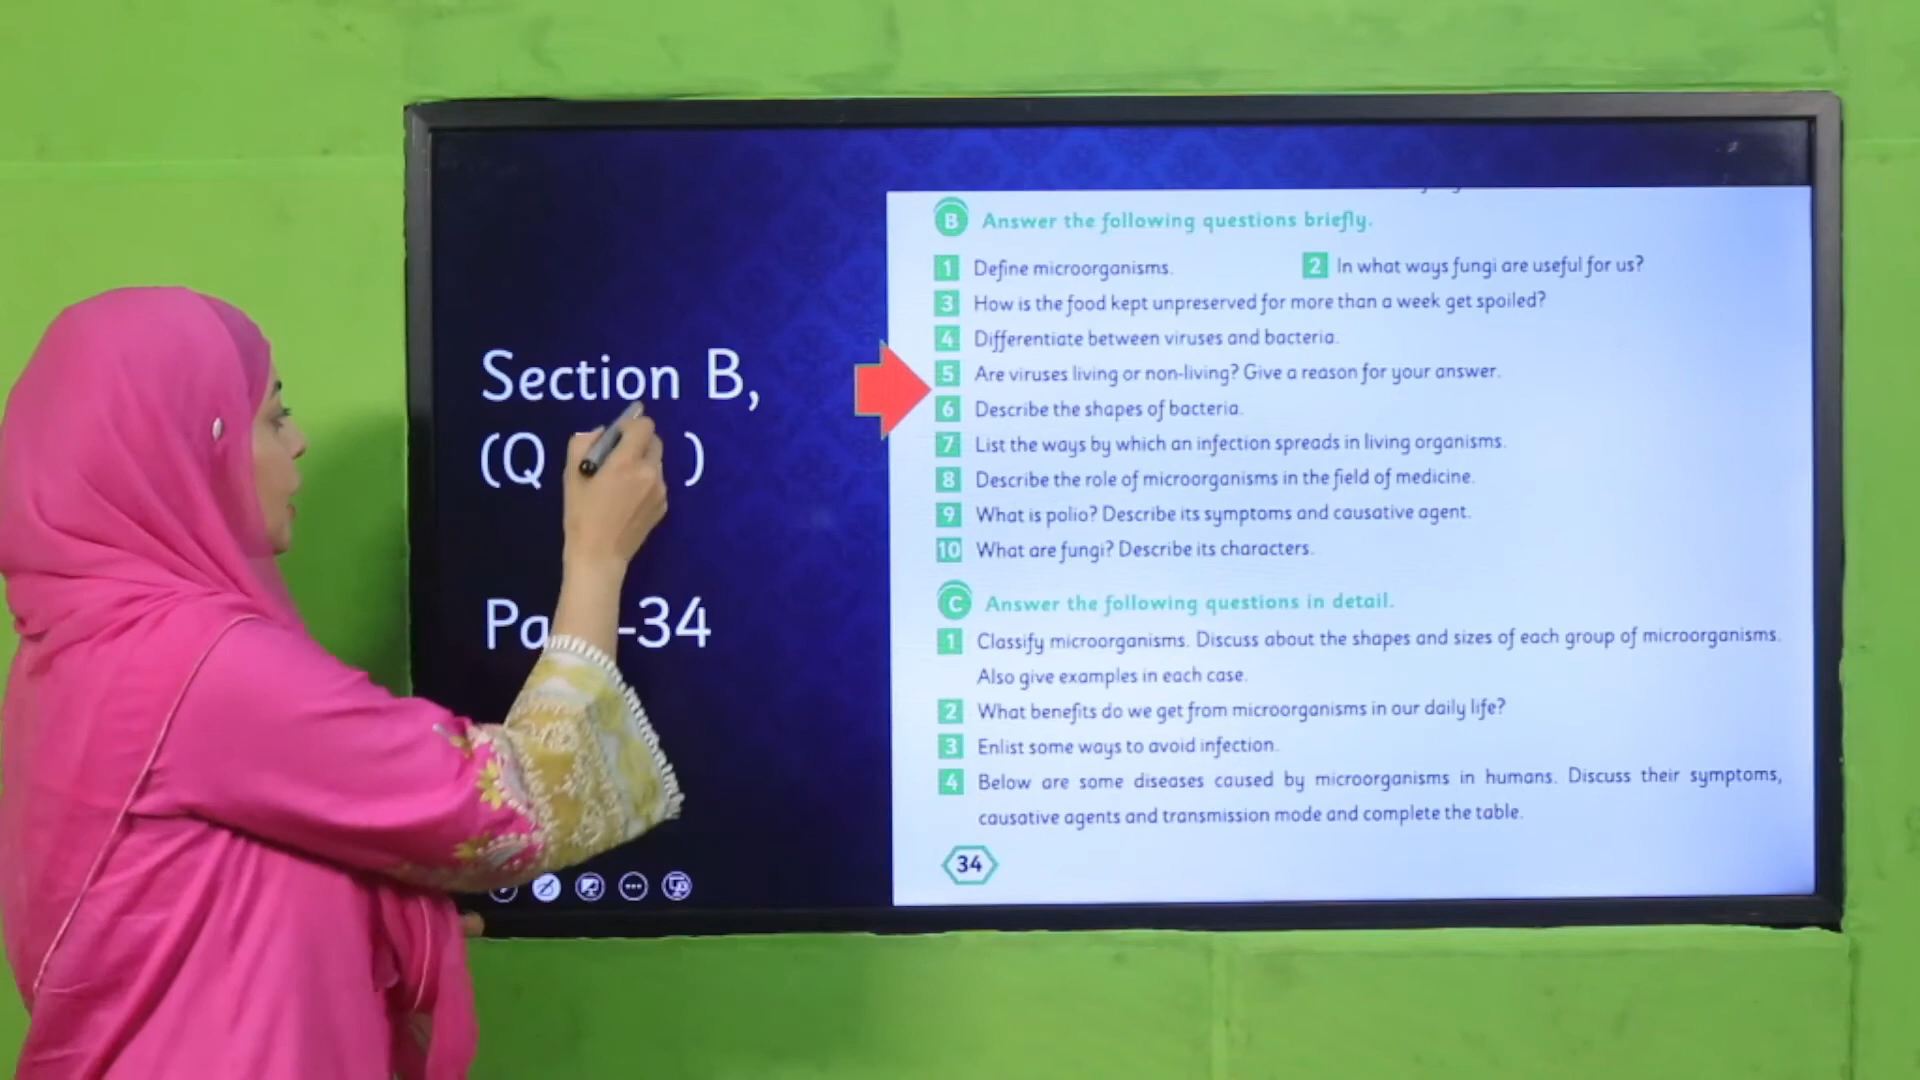 Section B,
(Q )
-34
B Answer the following questions briefly.
1 Define microorganisms. 2 In what ways fungi are useful for us?
3 How is the food kept unpreserved for more than a week get spoiled?
4 Differentiate between viruses and bacteria.
5 Are viruses living or non-living? Give a reason for your answer.
6 Describe the shapes of bacteria.
7 List the ways by which an infection spreads in living organisms.
8 Describe the role of microorganisms in the field of medicine.
9 What is polio? Describe its symptoms and causative agent.
10 What are fungi? Describe its characters.
C Answer the following questions in detail.
1 Classify microorganisms. Discuss about the shapes and sizes of each group of microorganisms.
Also give examples in each case.
2 What benefits do we get from microorganisms in our daily life?
3 Enlist some ways to avoid infection.
4 Below are some diseases caused by microorganisms in humans. Discuss their symptoms,
causative agents and transmission mode and complete the table.
34